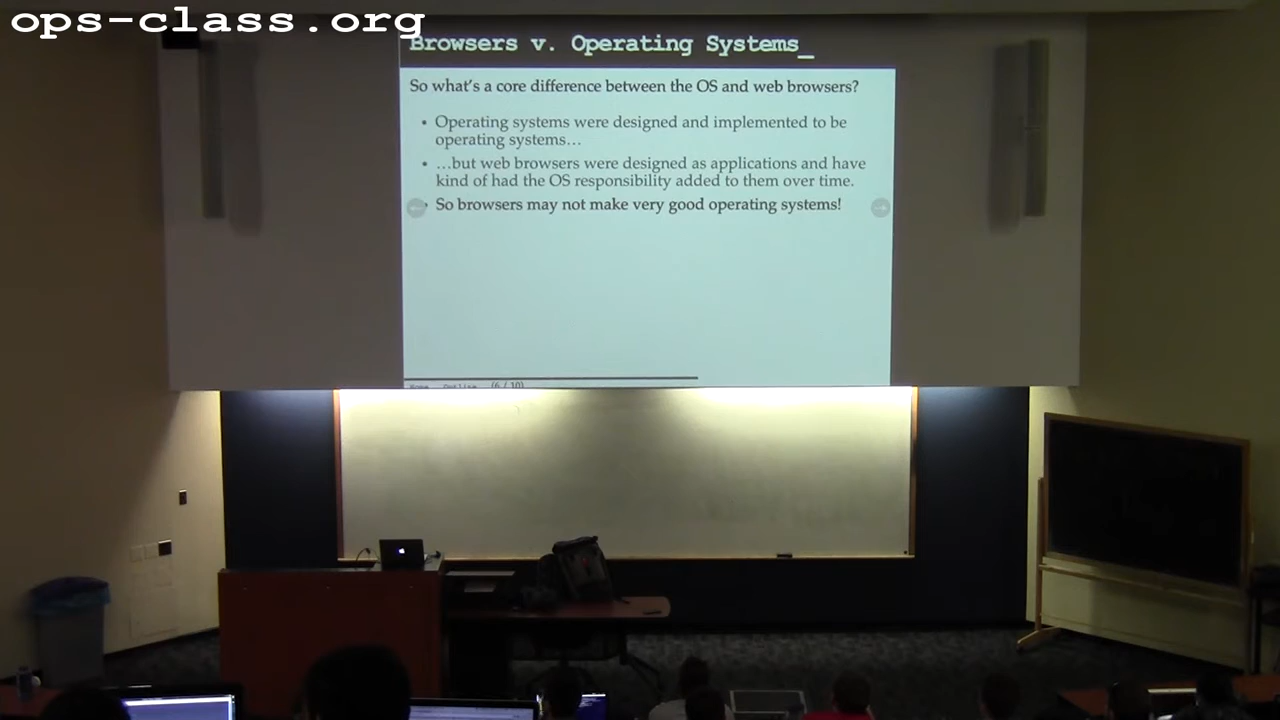 ops-class.org
Browsers v. Operating Systems_
So what's a core difference between the OS and web browsers?
• Operating systems were designed and implemented to be
operating systems…
• …but web browsers were designed as applications and have
kind of had the OS responsibility added to them over time.
So browsers may not make very good operating systems!
(6 / 10)